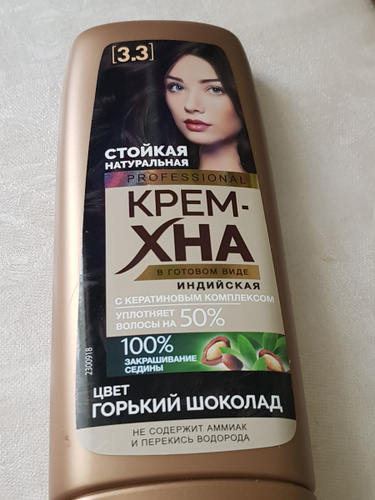 [3.3]
СТОЙКАЯ
НАТУРАЛЬНАЯ
PROFESSIONAL
КРЕМ-
ХНА
В ГОТОВОМ ВИДЕ
ИНДИЙСКАЯ
С КЕРАТИНОВЫМ КОМПЛЕКСОМ
УПЛОТНЯЕТ
ВОЛОСЫ НА 50%
100%
ЗАКРАШИВАНИЕ
СЕДИНЫ
2300918
ЦВЕТ
ГОРЬКИЙ ШОКОЛАД
НЕ СОДЕРЖИТ АММИАК
И ПЕРЕКИСЬ ВОДОРОДА